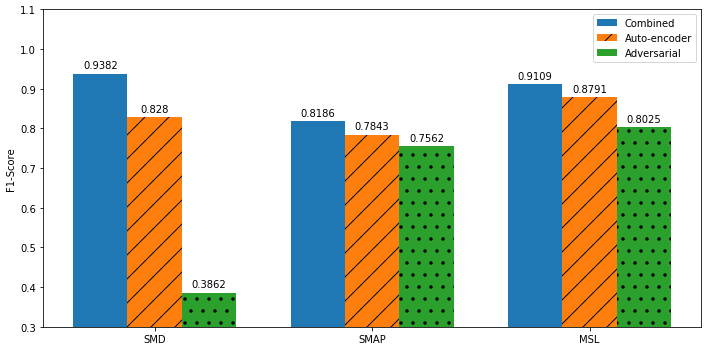 1.1
1.0
0.9
0.8
0.7
0.6
0.5
0.4
0.3
F1-Score
0.9382
0.828
0.3862
0.8186
0.7843
0.7562
0.9109
0.8791
0.8025
Combined
Auto-encoder
Adversarial
SMD
SMAP
MSL